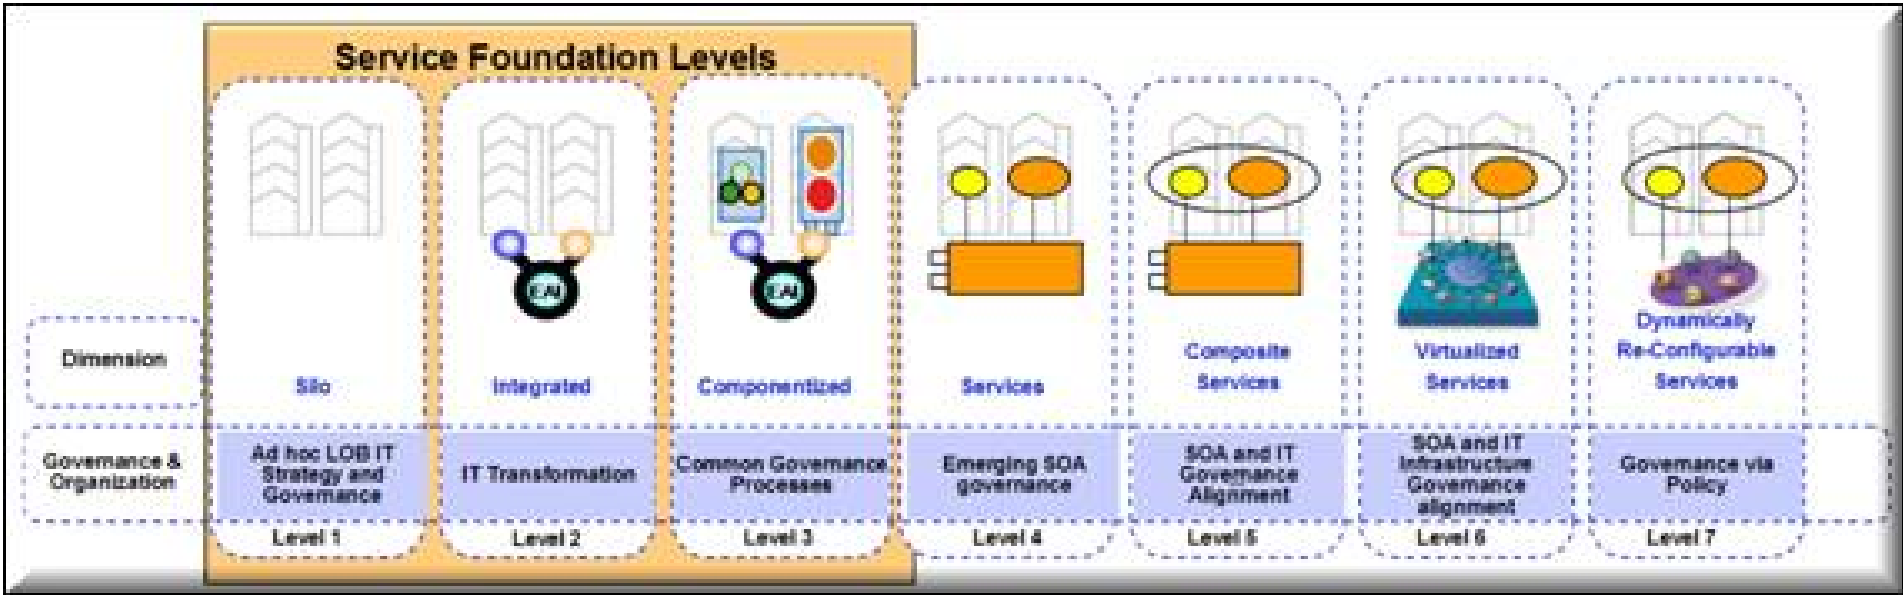 Service Foundation Levels
EAI
EAI
Dimension
Silo
Integrated
Componentized
Services
Composite
Services
Virtualized
Services
Dynamically
Re-Configurable
Services
Governance &
Organization
Ad hoc LOB IT
Strategy and
Governance
IT Transformation
Common Governance
Processes
Emerging SOA
governance
SOA and IT
Governance
Alignment
SOA and IT
Infrastructure
Governance
alignment
Governance via
Policy
Level 1
Level 2
Level 3
Level 4
Level 5
Level 6
Level 7